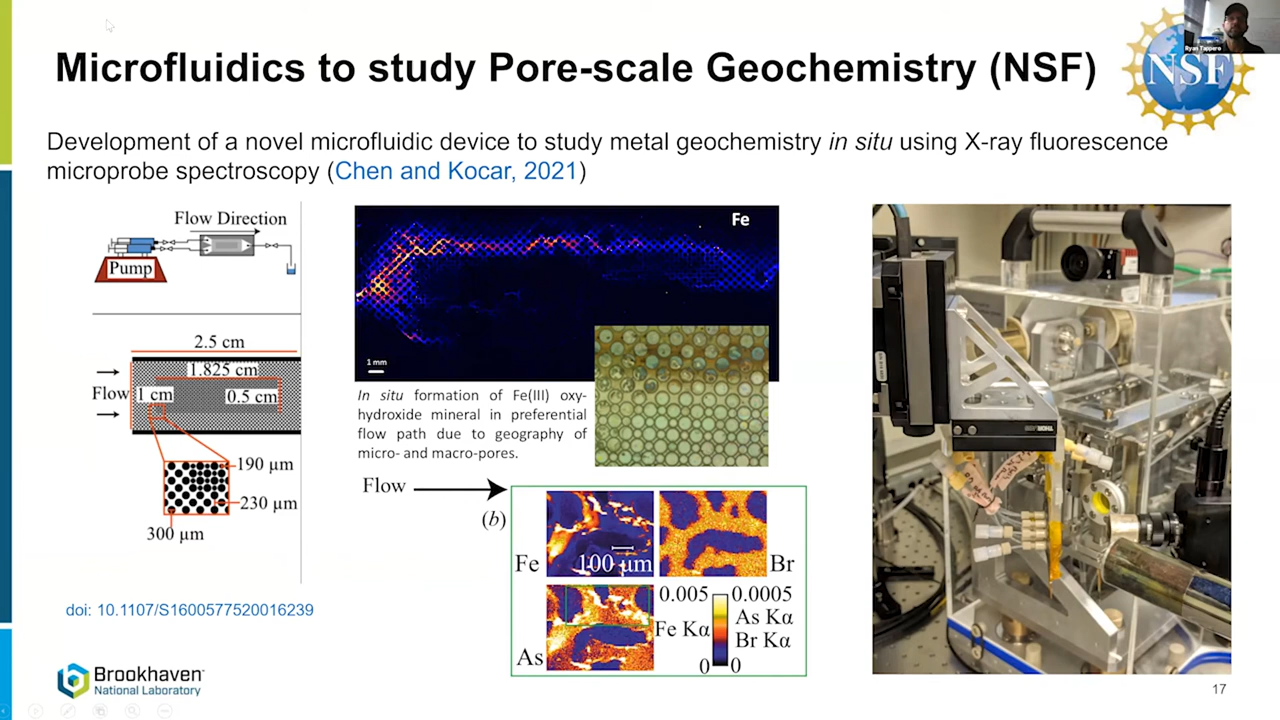 Microfluidics to study Pore-scale Geochemistry (NSF)
NSF
Ryan Tappero
Development of a novel microfluidic device to study metal geochemistry in situ using X-ray fluorescence
microprobe spectroscopy (Chen and Kocar, 2021)
Flow Direction
Pump
2.5 cm
1.825 cm
Flow
1 cm
0.5 cm
190 µm
230 µm
300 µm
Fe
1 mm
In situ formation of Fe(III) oxy-
hydroxide mineral in preferential
flow path due to geography of
micro- and macro-pores.
Flow
(b)
Fe
100 µm
Br
As
0.005
0.0005
Fe Kα
As Kα
Br Kα
0
0
doi: 10.1107/S1600577520016239
Brookhaven
National Laboratory
17